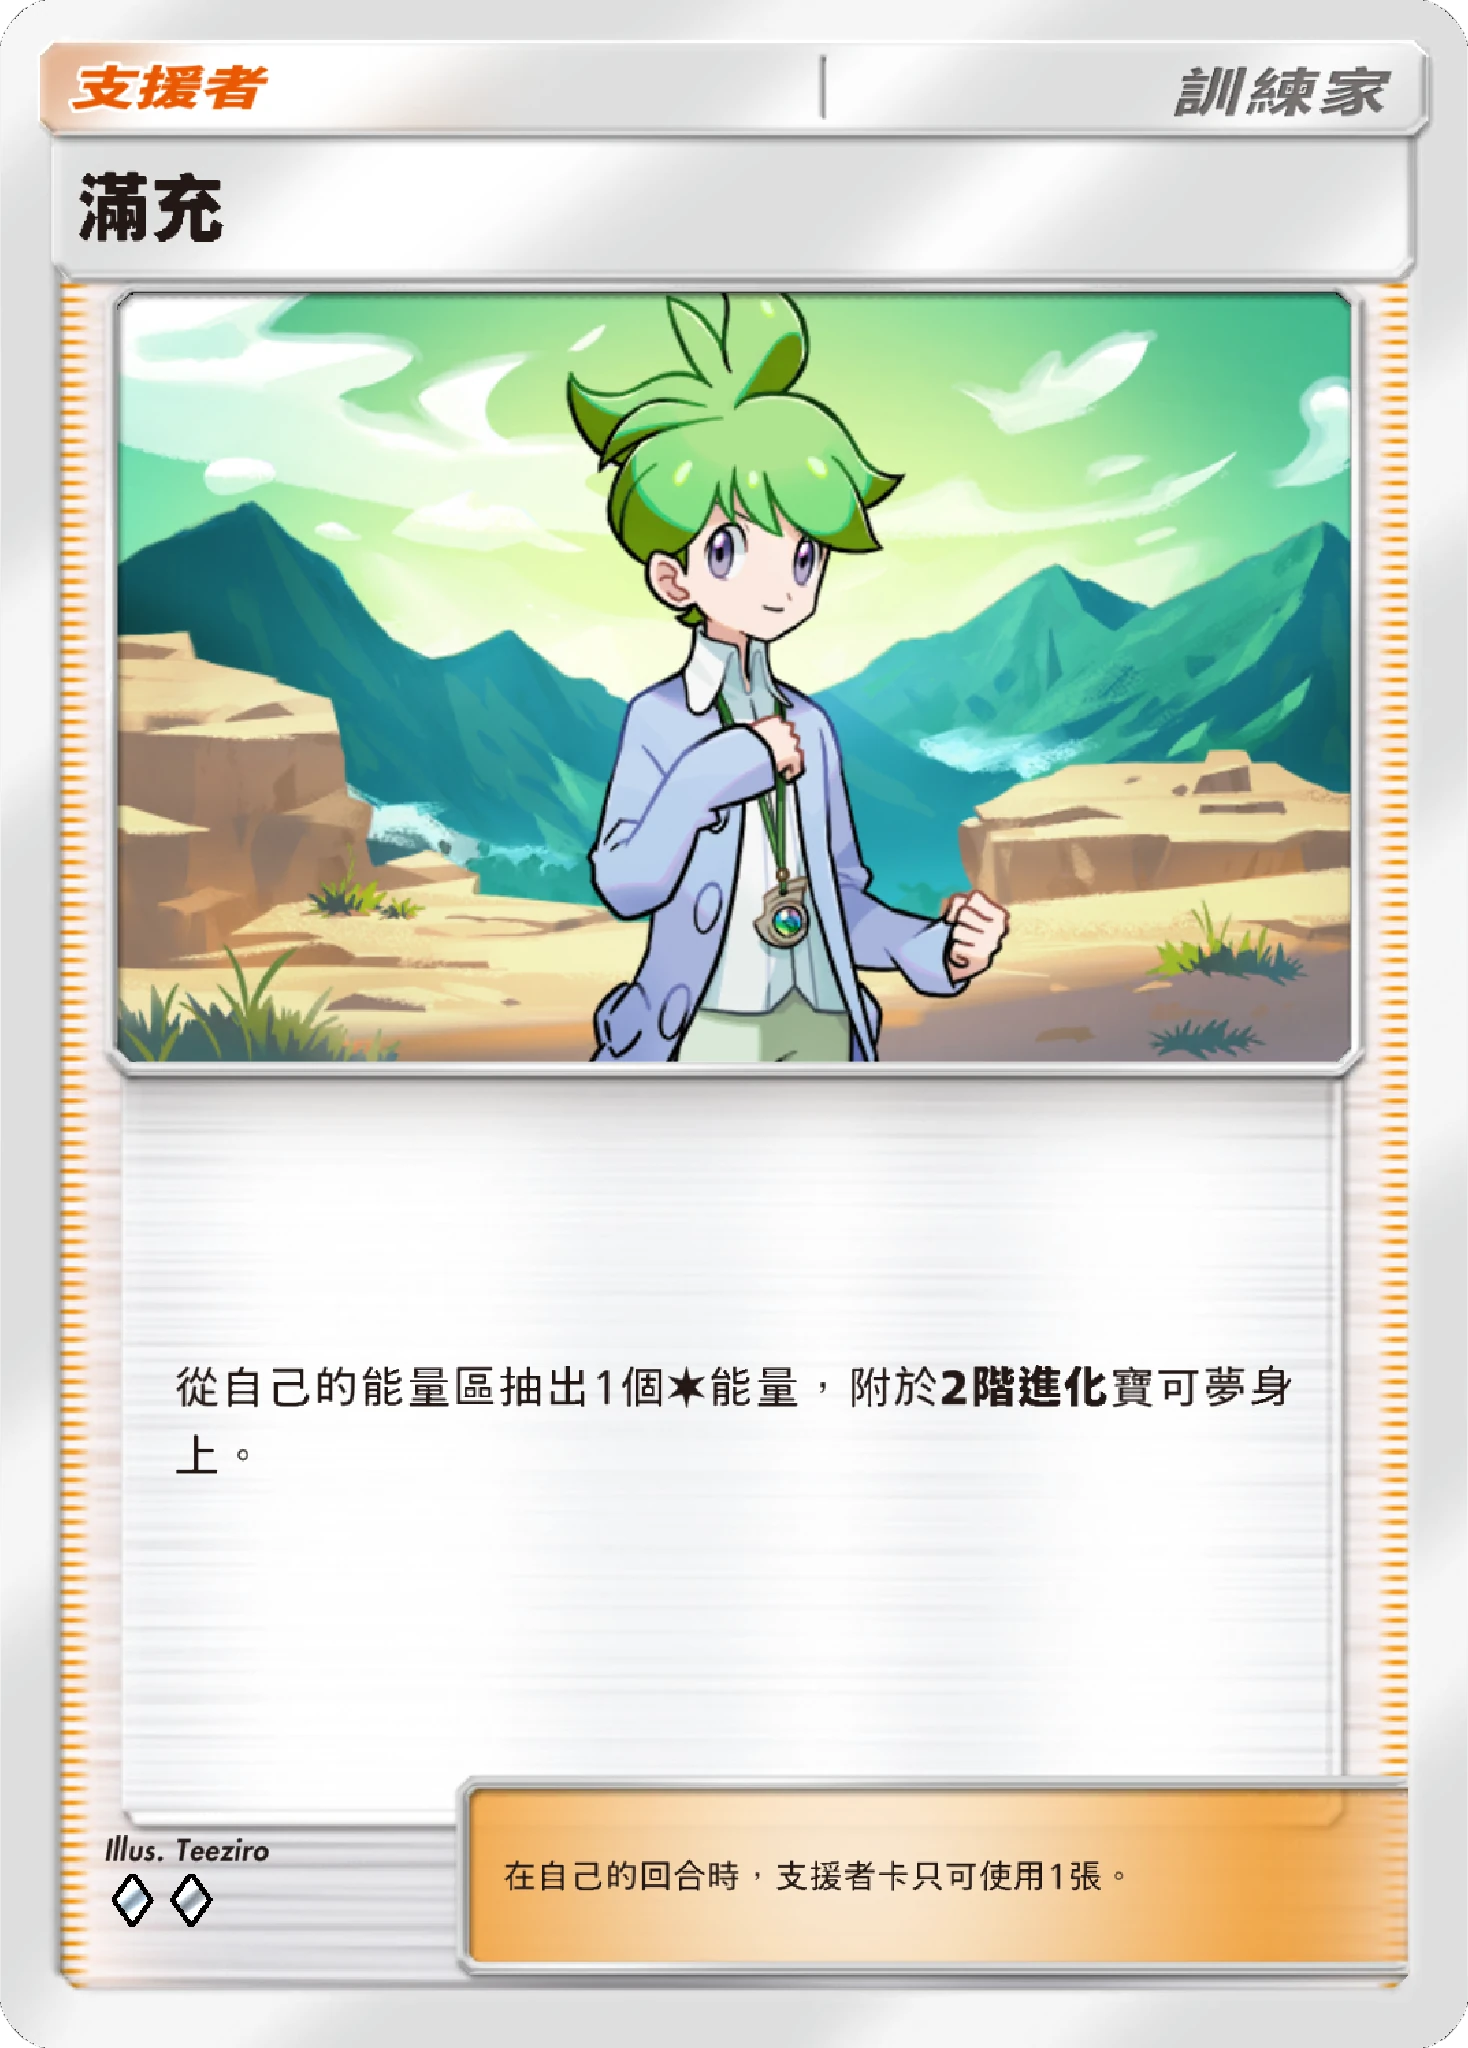 支援者
訓練家
滿充
從自己的能量區抽出1個✶能量，附於2階進化寶可夢身
上。
Illus. Teeziro
在自己的回合時，支援者卡只可使用1張。